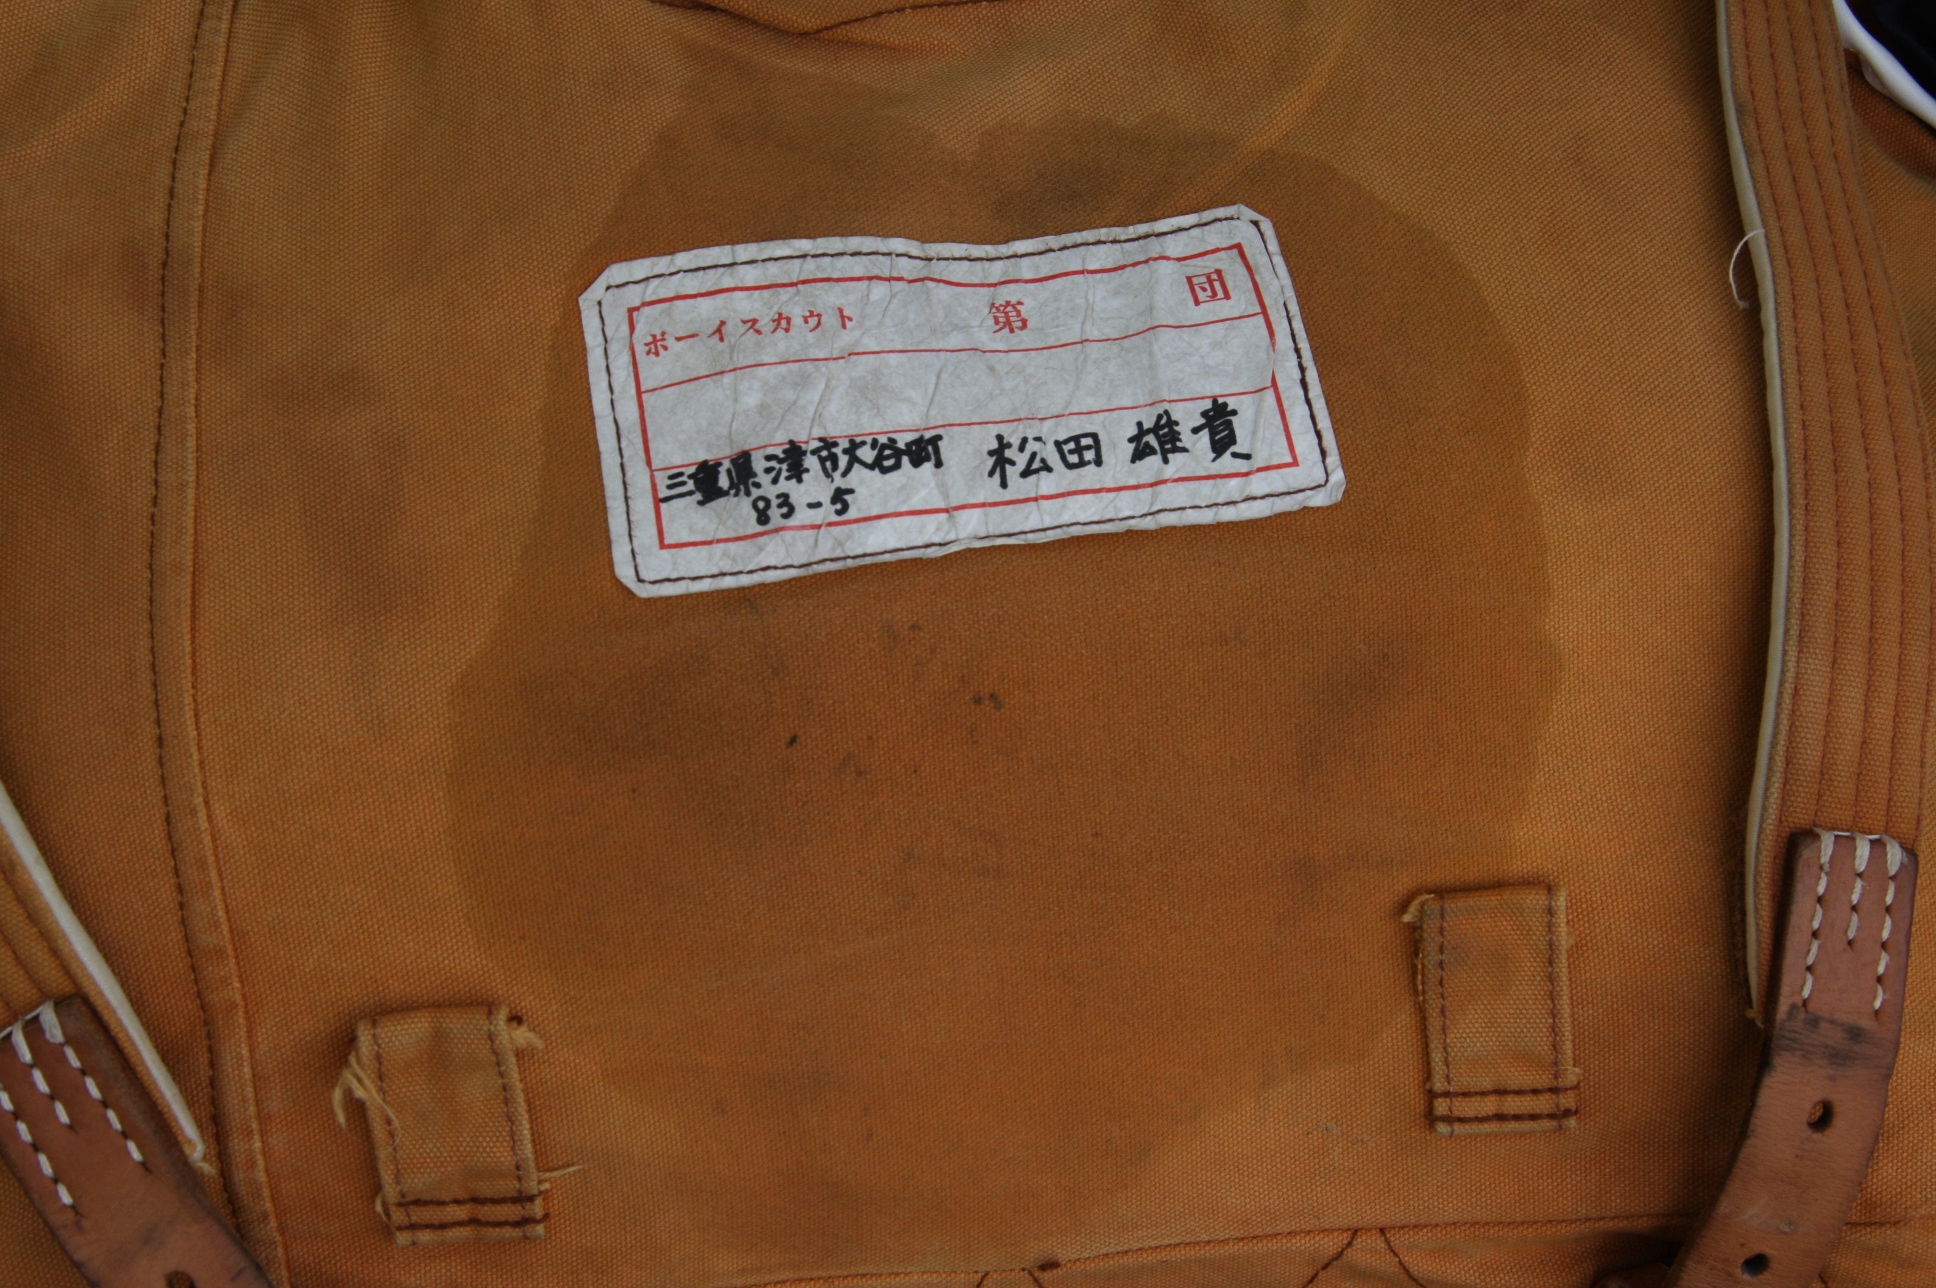 ボーイスカウト 第 団
三重県津市大谷町 松田 雄貴
83-5